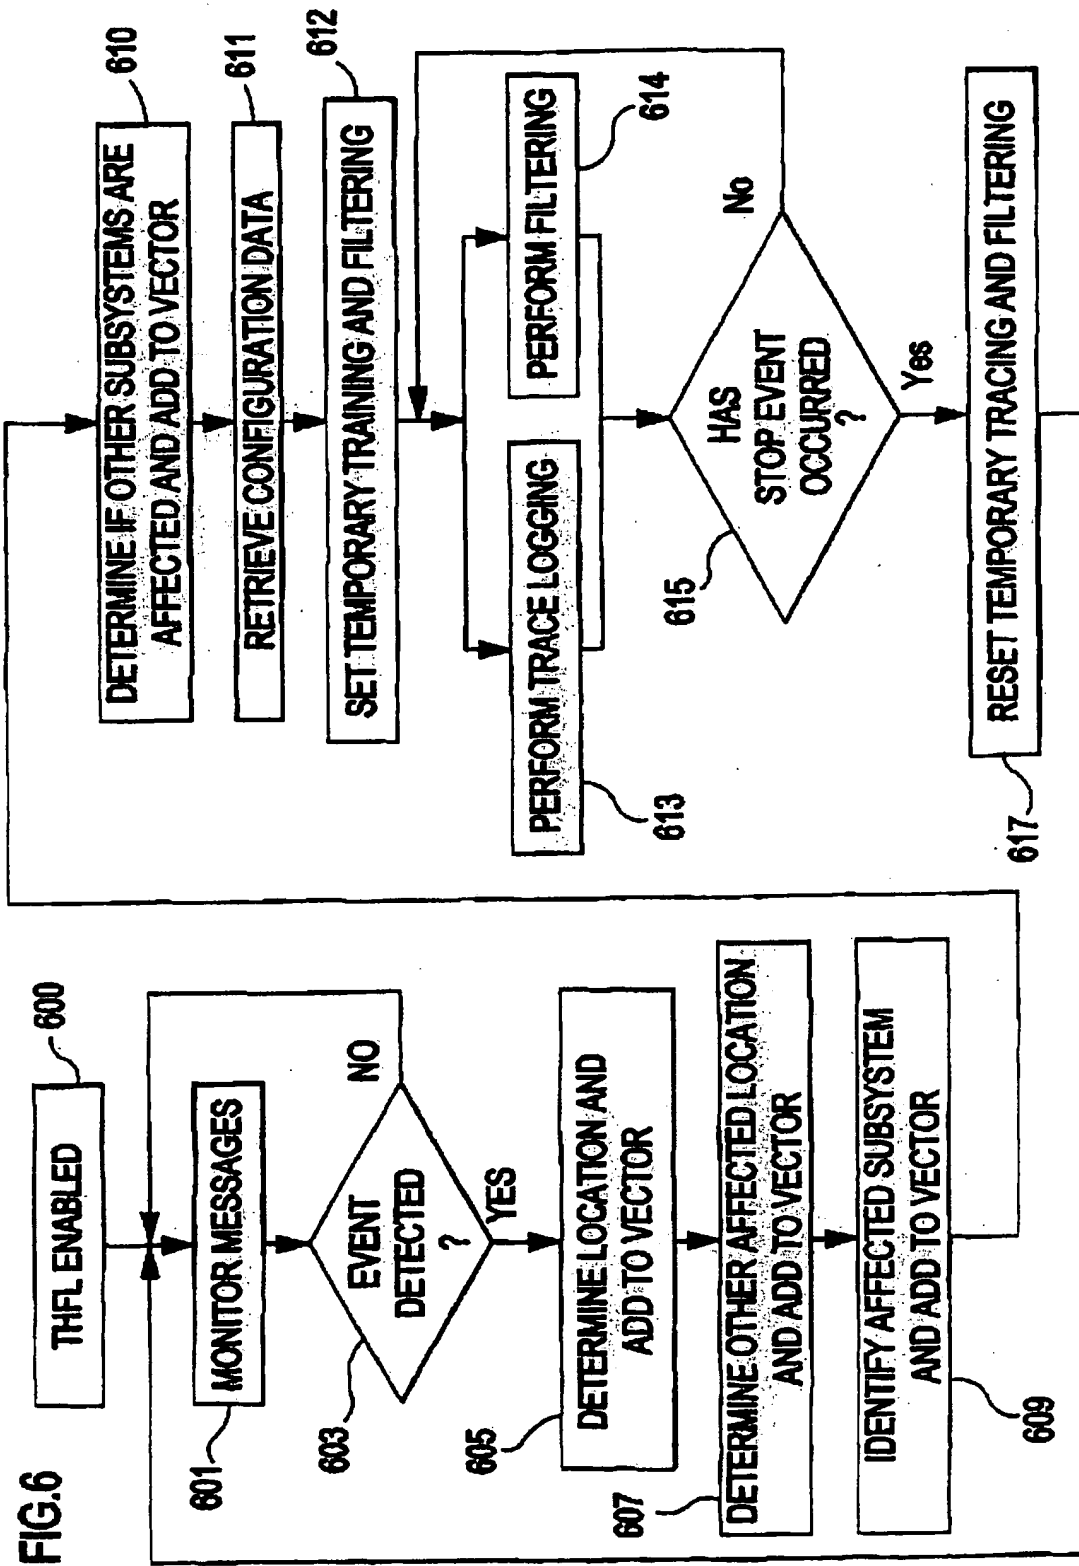 FIG.6
THFL ENABLED
600
MONITOR MESSAGES
601
EVENT
DETECTED
?
603
NO
YES
DETERMINE LOCATION AND
ADD TO VECTOR
605
DETERMINE OTHER AFFECTED LOCATION
AND ADD TO VECTOR
607
IDENTIFY AFFECTED SUBSYSTEM
AND ADD TO VECTOR
609
DETERMINE IF OTHER SUBSYSTEMS ARE
AFFECTED AND ADD TO VECTOR
610
RETRIEVE CONFIGURATION DATA
611
SET TEMPORARY TRAINING AND FILTERING
612
PERFORM TRACE LOGGING
613
PERFORM FILTERING
614
HAS
STOP EVENT
OCCURRED
?
615
No
Yes
RESET TEMPORARY TRACING AND FILTERING
617